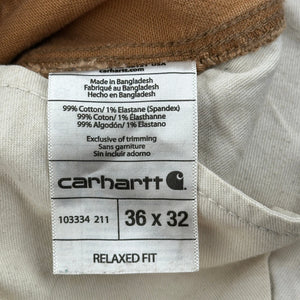 USA
carhartt.com
Made in Bangladesh
Fabriqué au Bangladesh
Hecho en Bangladesh
99% Cotton/ 1% Elastane (Spandex)
99% Cotton/ 1% Élasthanne
99% Algodón/ 1% Elastano
Exclusive of trimming
Sans garniture
Sin incluir adorno
carhartt
103334 211
36 x 32
RELAXED FIT